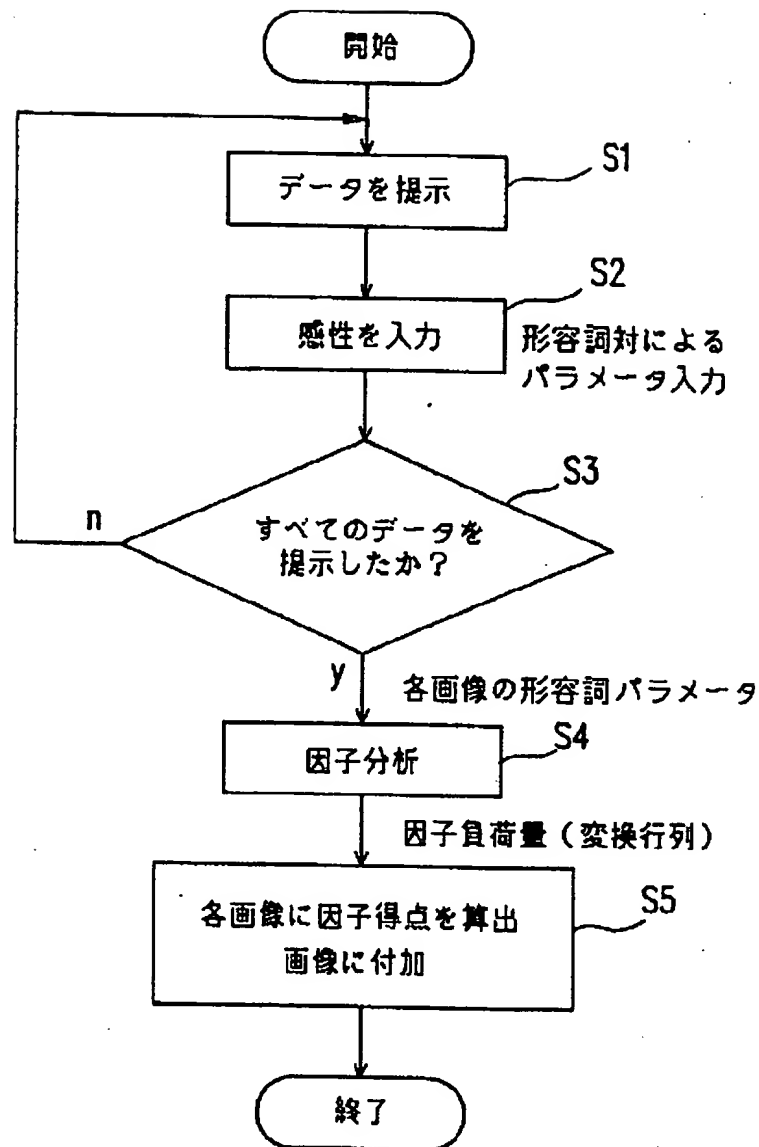 開始
データを提示
S1
S2
感性を入力
形容詞対による
パラメータ入力
S3
n
すべてのデータを
提示したか？
y
各画像の形容詞パラメータ
S4
因子分析
因子負荷量（変換行列）
S5
各画像に因子得点を算出
画像に付加
終了